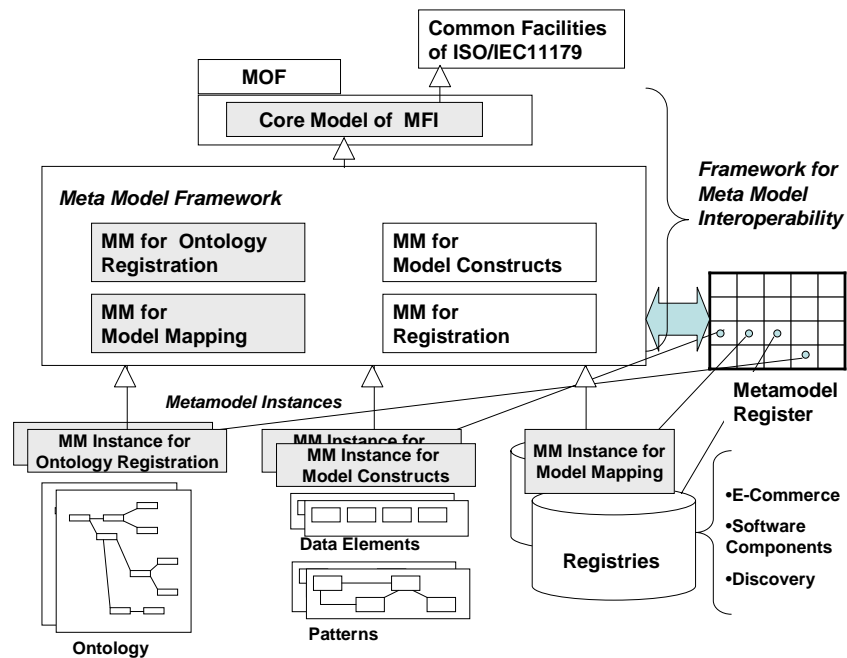 Common Facilities
of ISO/IEC11179
MOF
Core Model of MFI
Framework for
Meta Model
Interoperability
Meta Model Framework
MM for Ontology
Registration
MM for
Model Constructs
MM for
Model Mapping
MM for
Registration
Metamodel Instances
Metamodel
Register
MM Instance for
Ontology Registration
MM Instance for
MM Instance for
Model Constructs
MM Instance for
Model Mapping
•E-Commerce
•Software
Components
•Discovery
Data Elements
Registries
Patterns
Ontology